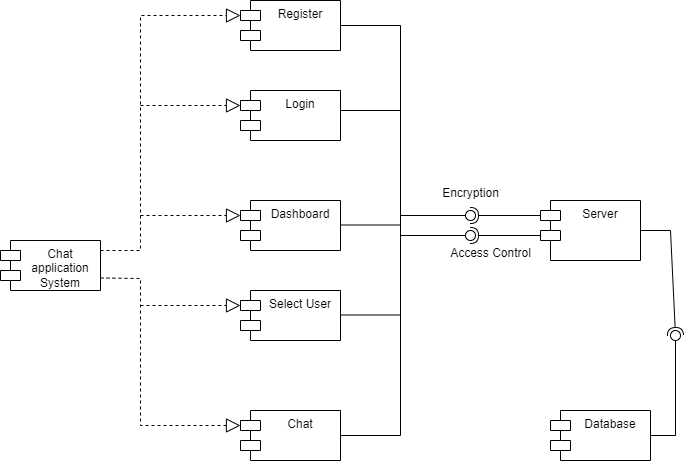 Register
Login
Encryption
Dashboard
Server
Chat
application
System
Access Control
Select User
Chat
Database